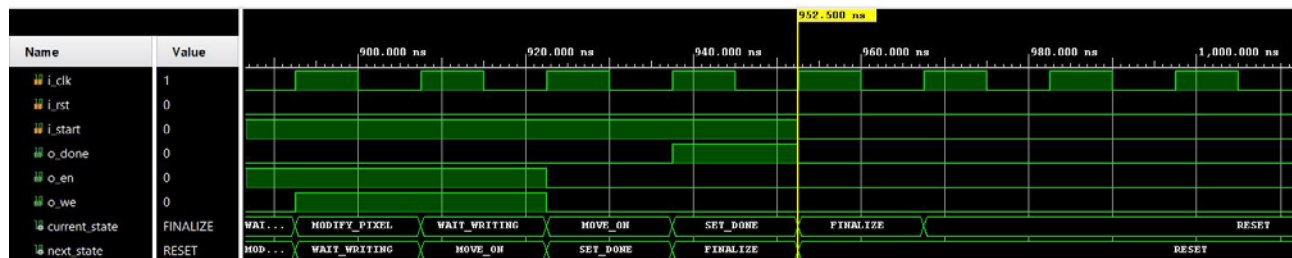 952.500 ns
Name Value 900.000 ns 920.000 ns 940.000 ns 960.000 ns 980.000 ns 1,000.000 ns
i_clk 1
i_rst 0
i_start 0
o_done 0
o_en 0
o_we 0
current_state FINALIZE WAI... MODIFY_PIXEL WAIT_WRITING MOVE_ON SET_DONE FINALIZE RESET
next_state RESET MOD... WAIT_WRITING MOVE_ON SET_DONE FINALIZE RESET